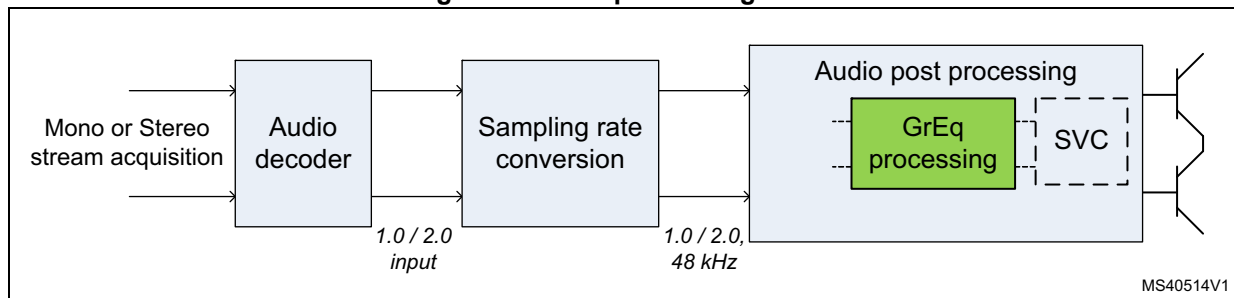 Mono or Stereo
stream acquisition
Audio
decoder
1.0 / 2.0
input
Sampling rate
conversion
1.0 / 2.0,
48 kHz
Audio post processing
GrEq
processing
SVC
MS40514V1